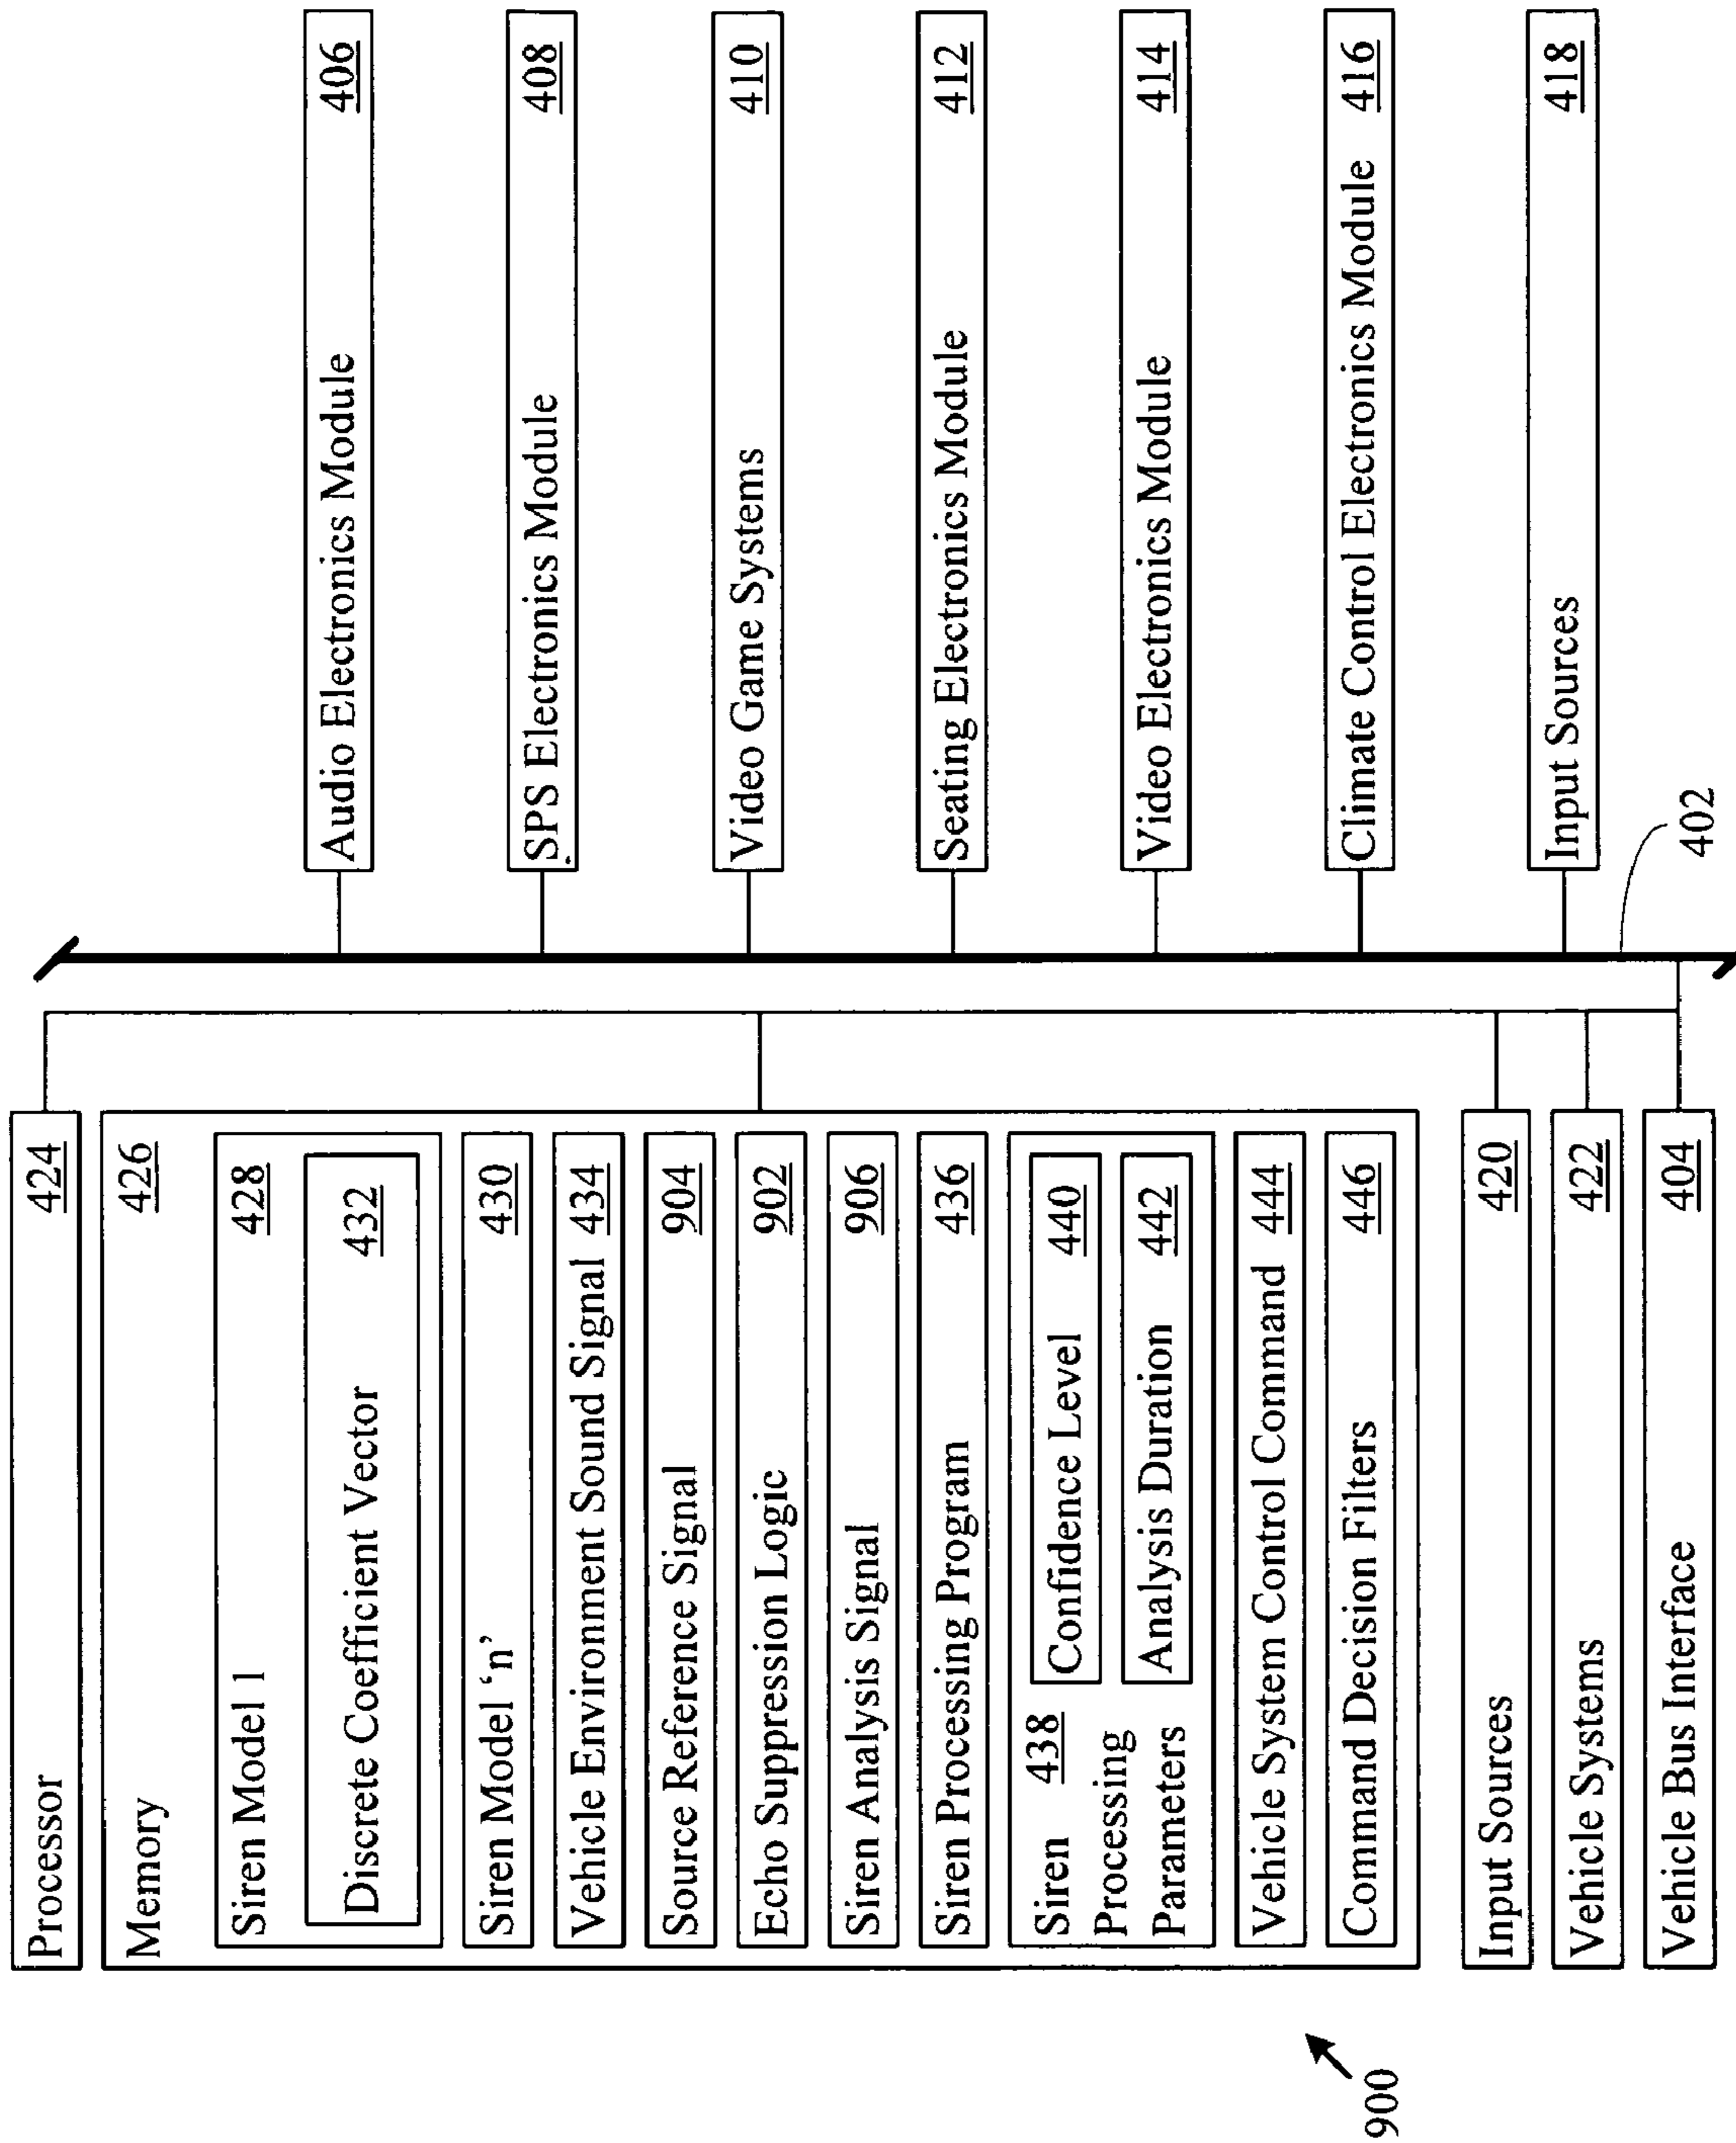 Processor 424
Memory 426
Siren Model 1 428
Discrete Coefficient Vector 432
Siren Model ‘n’ 430
Vehicle Environment Sound Signal 434
Source Reference Signal 904
Echo Suppression Logic 902
Siren Analysis Signal 906
Siren Processing Program 436
Siren 438
Processing
Parameters
Confidence Level 440
Analysis Duration 442
Vehicle System Control Command 444
Command Decision Filters 446
Input Sources 420
Vehicle Systems 422
Vehicle Bus Interface 404
900
Audio Electronics Module 406
SPS Electronics Module 408
Video Game Systems 410
Seating Electronics Module 412
Video Electronics Module 414
Climate Control Electronics Module 416
Input Sources 418
402